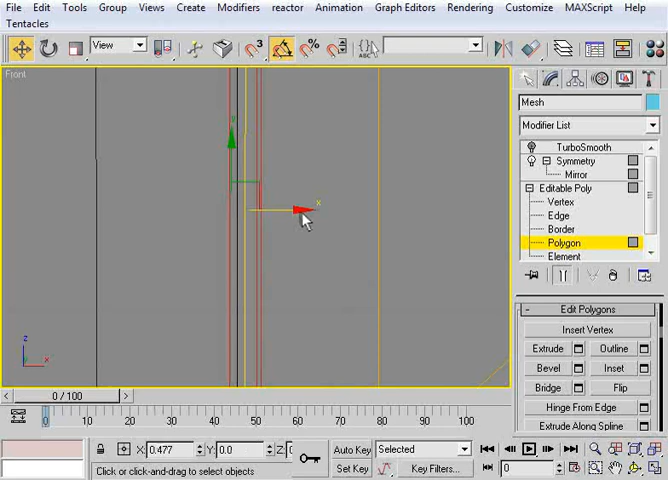 File Edit Tools Group Views Create Modifiers reactor Animation Graph Editors Rendering Customize MAXScript Help
Tentacles
View
3
%
ABC
Front
y
x
z
x
Mesh
Modifier List
TurboSmooth
Symmetry
Mirror
Editable Poly
Vertex
Edge
Border
Polygon
Element
- Edit Polygons
Insert Vertex
Extrude Outline
Bevel Inset
Bridge Flip
Hinge From Edge
Extrude Along Spline
< 0 / 100 >
0 10 20 30 40 50 60 70 80 90 100
X: 0.477 Y: 0.0 Z:
Auto Key Selected
Click or click-and-drag to select objects
Set Key Key Filters... 0